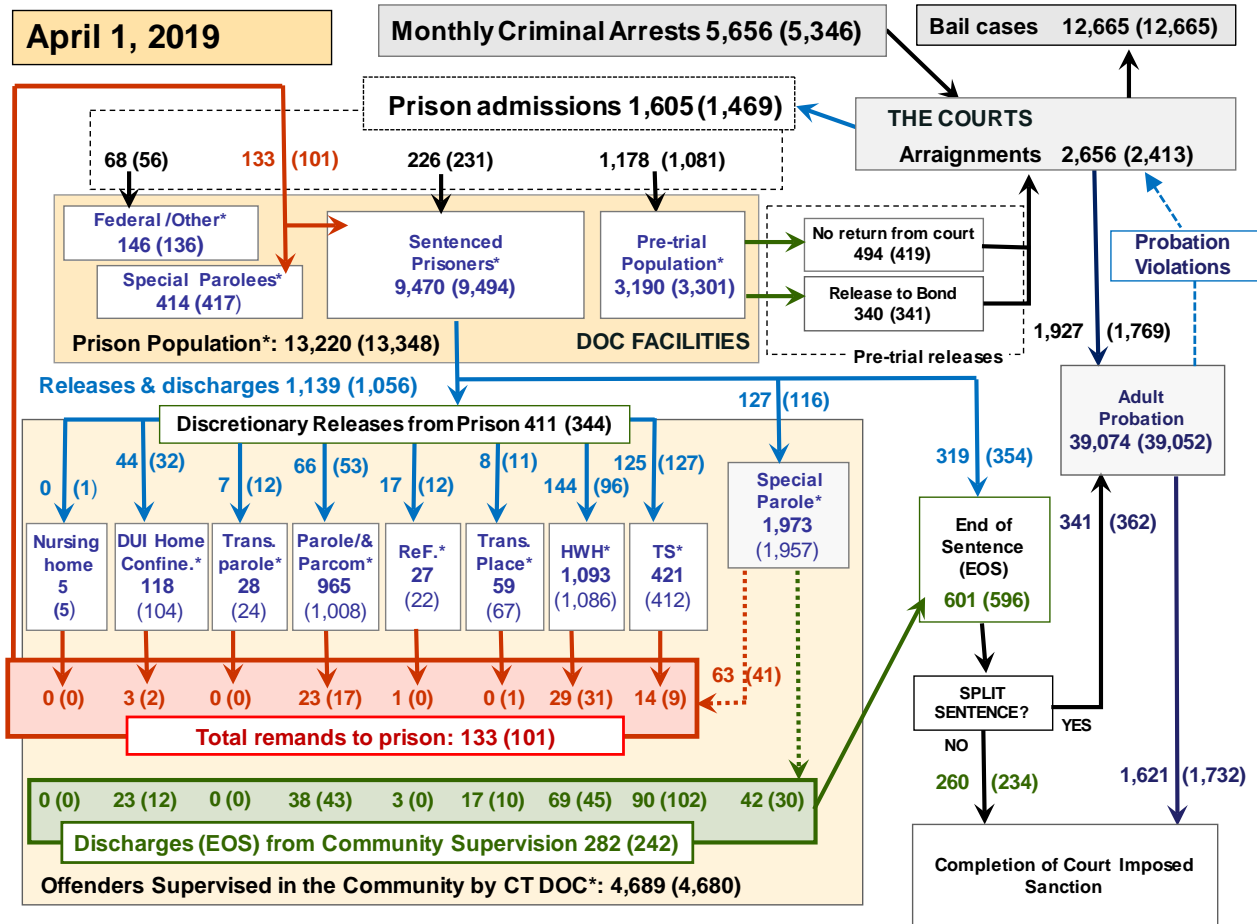 April 1, 2019
Monthly Criminal Arrests 5,656 (5,346)
Bail cases 12,665 (12,665)
Prison admissions 1,605 (1,469)
THE COURTS
Arraignments 2,656 (2,413)
68 (56)
133 (101)
226 (231)
1,178 (1,081)
Federal /Other*
146 (136)
Special Parolees*
414 (417)
Sentenced
Prisoners*
9,470 (9,494)
Pre-trial
Population*
3,190 (3,301)
No return from court
494 (419)
Release to Bond
340 (341)
Pre-trial releases
Probation
Violations
Prison Population*: 13,220 (13,348)
DOC FACILITIES
1,927 (1,769)
Releases & discharges 1,139 (1,056)
127 (116)
Adult
Probation
39,074 (39,052)
Discretionary Releases from Prison 411 (344)
0 (1)
44 (32)
7 (12)
66 (53)
17 (12)
8 (11)
144 (96)
125 (127)
319 (354)
341 (362)
Nursing
home
5
(5)
DUI Home
Confine.*
118
(104)
Trans.
parole*
28
(24)
Parole/&
Parcom*
965
(1,008)
ReF.*
27
(22)
Trans.
Place*
59
(67)
HWH*
1,093
(1,086)
TS*
421
(412)
Special
Parole*
1,973
(1,957)
End of
Sentence
(EOS)
601 (596)
0 (0)
3 (2)
0 (0)
23 (17)
1 (0)
0 (1)
29 (31)
14 (9)
63 (41)
Total remands to prison: 133 (101)
SPLIT
SENTENCE?
YES
NO
260 (234)
1,621 (1,732)
0 (0)
23 (12)
0 (0)
38 (43)
3 (0)
17 (10)
69 (45)
90 (102)
42 (30)
Discharges (EOS) from Community Supervision 282 (242)
Offenders Supervised in the Community by CT DOC*: 4,689 (4,680)
Completion of Court Imposed
Sanction